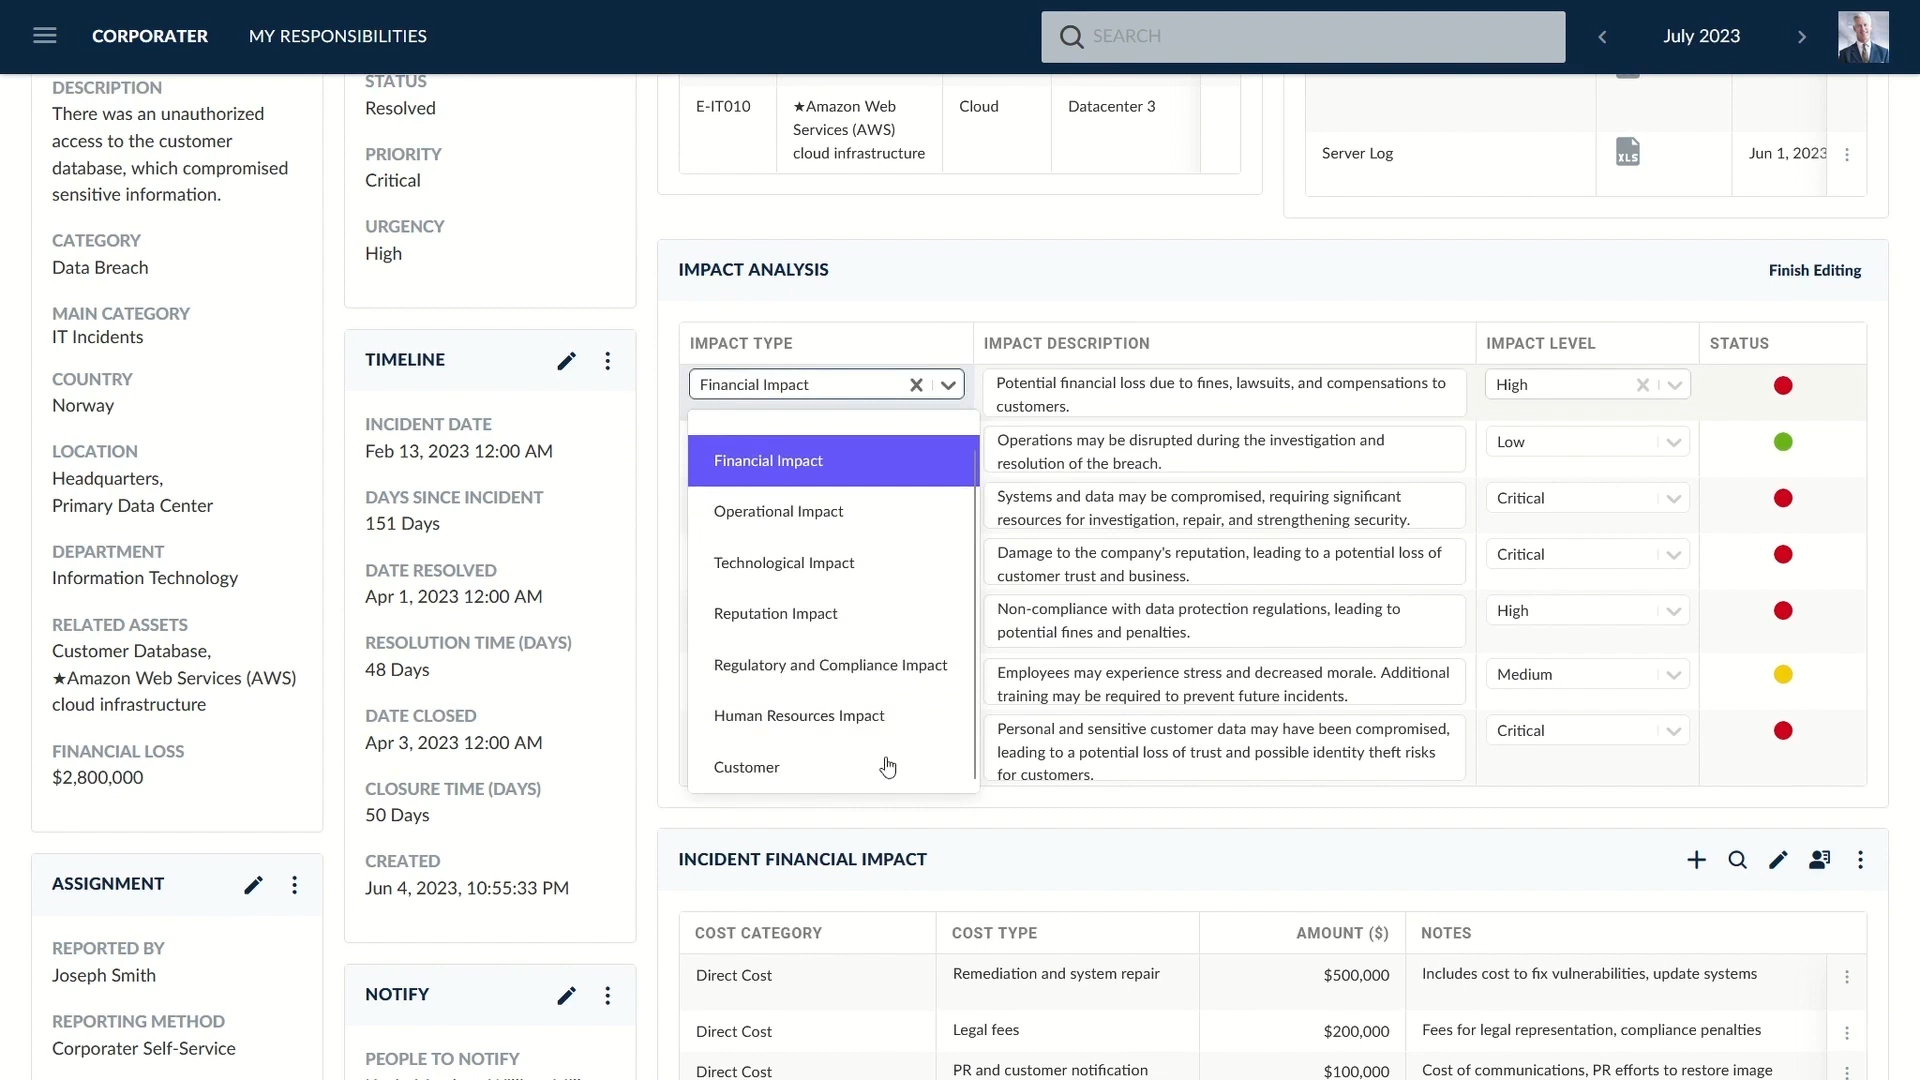 CORPORATER
MY RESPONSIBILITIES
SEARCH
July 2023
DESCRIPTION
There was an unauthorized
access to the customer
database, which compromised
sensitive information.
CATEGORY
Data Breach
MAIN CATEGORY
IT Incidents
COUNTRY
Norway
LOCATION
Headquarters,
Primary Data Center
DEPARTMENT
Information Technology
RELATED ASSETS
Customer Database,
★Amazon Web Services (AWS)
cloud infrastructure
FINANCIAL LOSS
$2,800,000
ASSIGNMENT
REPORTED BY
Joseph Smith
REPORTING METHOD
Corporater Self-Service
STATUS
Resolved
PRIORITY
Critical
URGENCY
High
TIMELINE
INCIDENT DATE
Feb 13, 2023 12:00 AM
DAYS SINCE INCIDENT
151 Days
DATE RESOLVED
Apr 1, 2023 12:00 AM
RESOLUTION TIME (DAYS)
48 Days
DATE CLOSED
Apr 3, 2023 12:00 AM
CLOSURE TIME (DAYS)
50 Days
CREATED
Jun 4, 2023, 10:55:33 PM
NOTIFY
PEOPLE TO NOTIFY
E-IT010
★Amazon Web
Services (AWS)
cloud infrastructure
Cloud
Datacenter 3
Server Log
XLS
Jun 1, 2023
IMPACT ANALYSIS
Finish Editing
IMPACT TYPE
IMPACT DESCRIPTION
IMPACT LEVEL
STATUS
Financial Impact
Potential financial loss due to fines, lawsuits, and compensations to
customers.
High
Financial Impact
Operational Impact
Technological Impact
Reputation Impact
Regulatory and Compliance Impact
Human Resources Impact
Customer
Operations may be disrupted during the investigation and
resolution of the breach.
Low
Systems and data may be compromised, requiring significant
resources for investigation, repair, and strengthening security.
Critical
Damage to the company's reputation, leading to a potential loss of
customer trust and business.
Critical
Non-compliance with data protection regulations, leading to
potential fines and penalties.
High
Employees may experience stress and decreased morale. Additional
training may be required to prevent future incidents.
Medium
Personal and sensitive customer data may have been compromised,
leading to a potential loss of trust and possible identity theft risks
for customers.
Critical
INCIDENT FINANCIAL IMPACT
COST CATEGORY
COST TYPE
AMOUNT ($)
NOTES
Direct Cost
Remediation and system repair
$500,000
Includes cost to fix vulnerabilities, update systems
Direct Cost
Legal fees
$200,000
Fees for legal representation, compliance penalties
Direct Cost
PR and customer notification
$100,000
Cost of communications, PR efforts to restore image